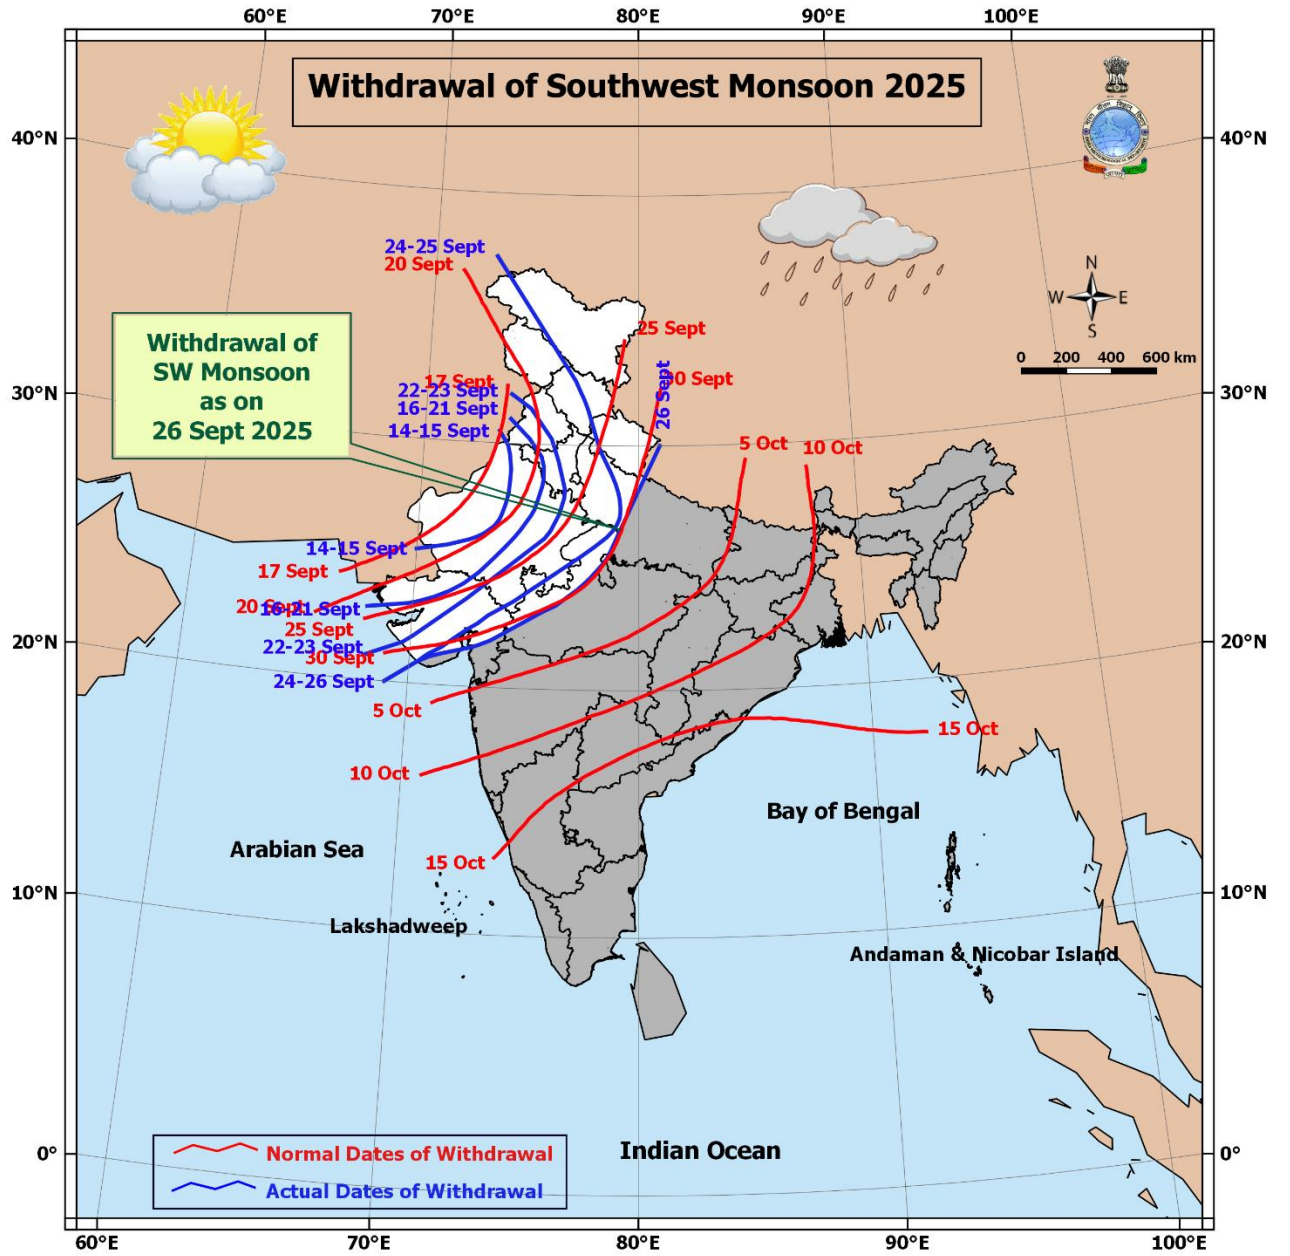 60°E 70°E 80°E 90°E 100°E
Withdrawal of Southwest Monsoon 2025
40°N 40°N
24-25 Sept
20 Sept
N
W E
S
25 Sept
0 200 400 600 km
Withdrawal of
SW Monsoon
as on
26 Sept 2025
17 Sept
30 Sept
26 Sept
22-23 Sept
30°N 30°N
16-21 Sept
14-15 Sept
5 Oct 10 Oct
14-15 Sept
17 Sept
20 Sept
16-21 Sept
25 Sept
22-23 Sept
20°N 20°N
30 Sept
24-26 Sept
5 Oct
15 Oct
10 Oct
Bay of Bengal
Arabian Sea
15 Oct
10°N 10°N
Lakshadweep
Andaman & Nicobar Island
0° 0°
Indian Ocean
Normal Dates of Withdrawal
Actual Dates of Withdrawal
60°E 70°E 80°E 90°E 100°E